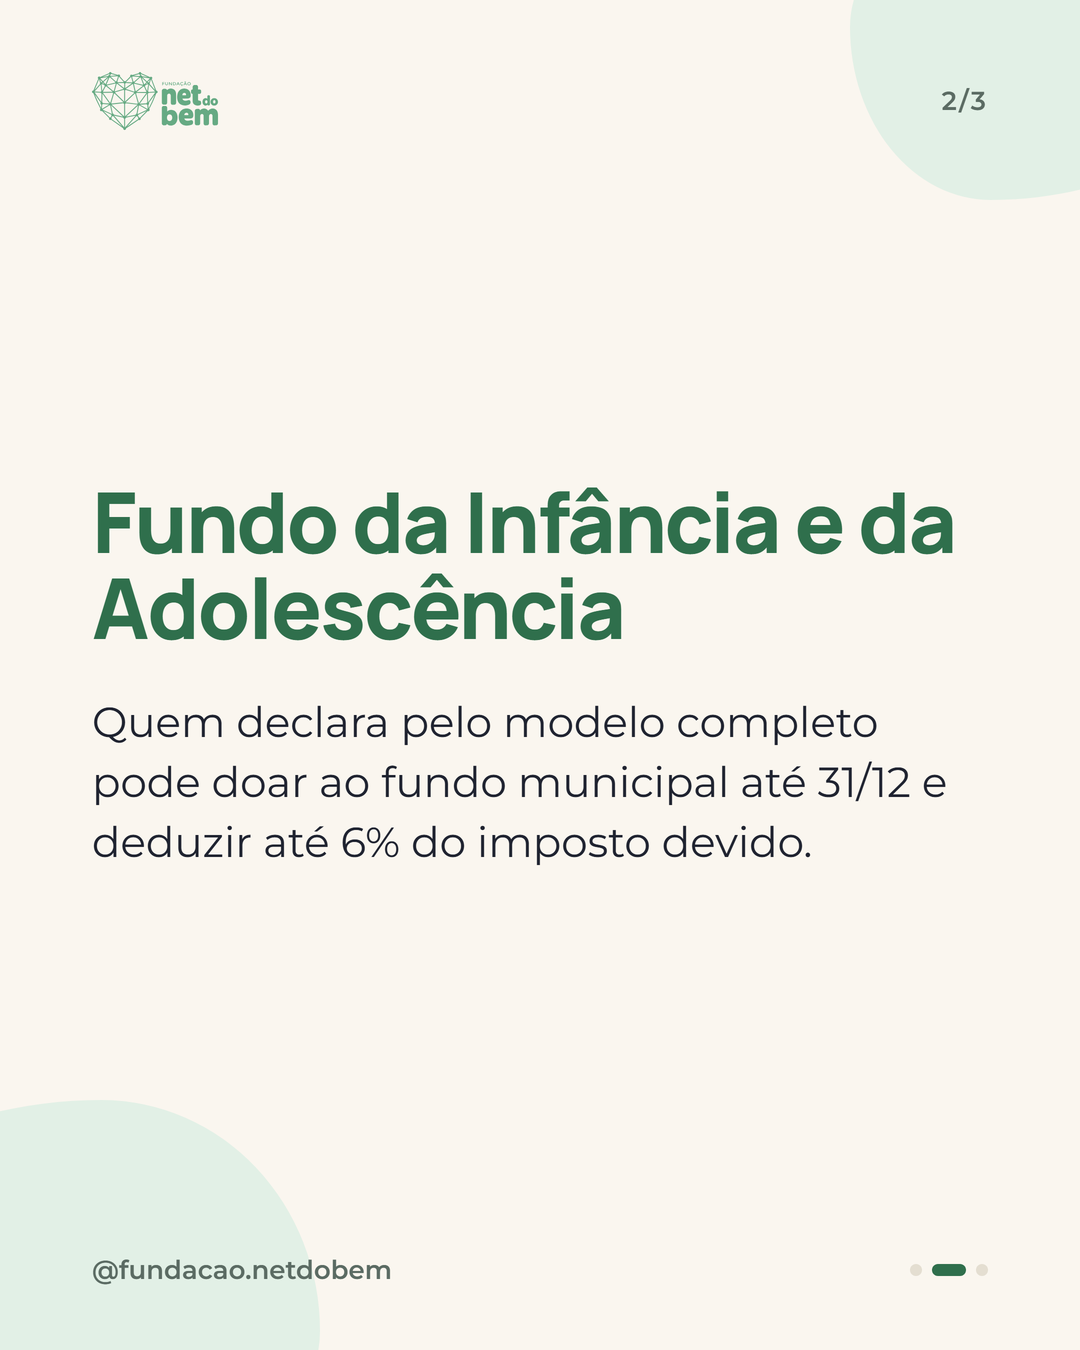 FUNDAÇÃO
net do
bem
2/3
Fundo da Infância e da
Adolescência
Quem declara pelo modelo completo
pode doar ao fundo municipal até 31/12 e
deduzir até 6% do imposto devido.
@fundacao.netdobem